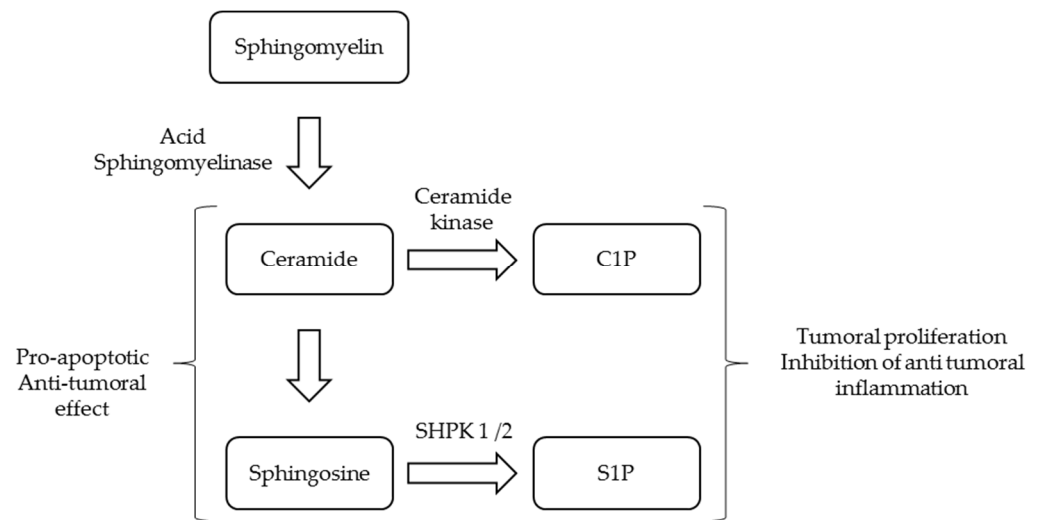 Sphingomyelin
Acid
Sphingomyelinase
Ceramide
kinase
Ceramide
C1P
Pro-apoptotic
Anti-tumoral
effect
Tumoral proliferation
Inhibition of anti tumoral
inflammation
SHPK 1 /2
Sphingosine
S1P